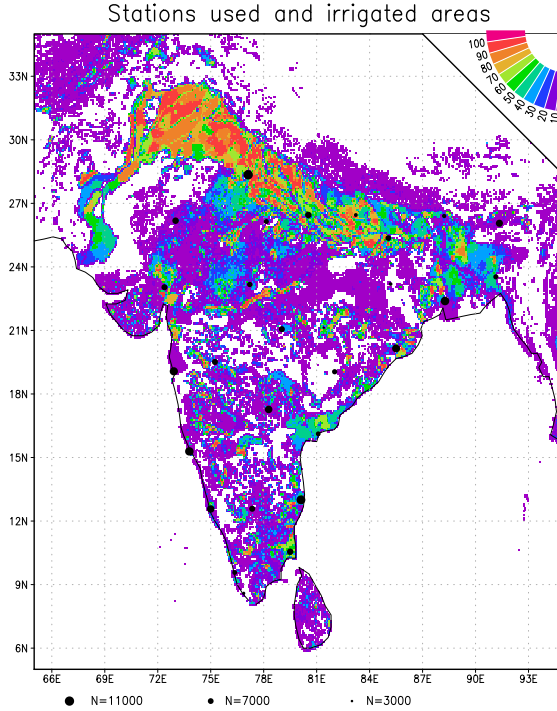 Stations used and irrigated areas
100
90
80
70
60
50
40
30
20
10
33N
30N
27N
24N
21N
18N
15N
12N
9N
6N
66E 69E 72E 75E 78E 81E 84E 87E 90E 93E
N=11000 N=7000 N=3000